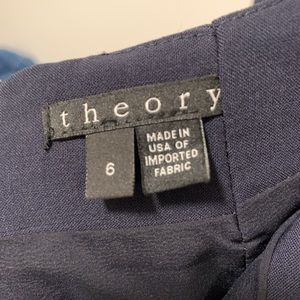 theory
6
MADE IN
USA OF
IMPORTED
FABRIC